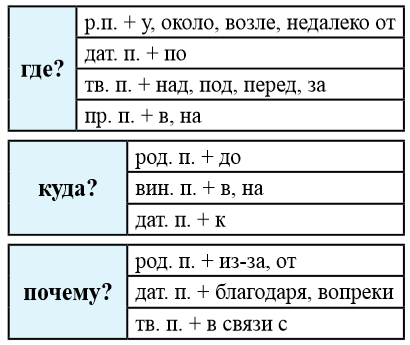 где?
р.п. + у, около, возле, недалеко от
дат. п. + по
тв. п. + над, под, перед, за
пр. п. + в, на
куда?
род. п. + до
вин. п. + в, на
дат. п. + к
почему?
род. п. + из-за, от
дат. п. + благодаря, вопреки
тв. п. + в связи с